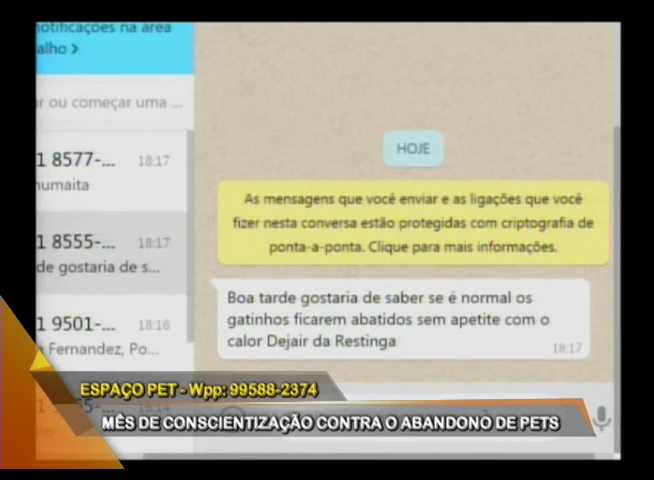 notificações na área
alho >
ar ou começar uma ...
1 8577-... 18:17
humaita
1 8555-... 18:17
de gostaria de s...
1 9501-... 18:16
Fernandez, Po...
18:14
HOJE
As mensagens que você enviar e as ligações que você
fizer nesta conversa estão protegidas com criptografia de
ponta-a-ponta. Clique para mais informações.
Boa tarde gostaria de saber se é normal os
gatinhos ficarem abatidos sem apetite com o
calor Dejair da Restinga
18:17
ESPAÇO PET - Wpp: 99588-2374
MÊS DE CONSCIENTIZAÇÃO CONTRA O ABANDONO DE PETS